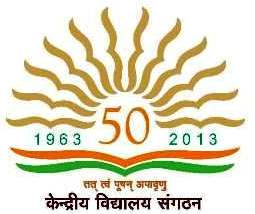 1963 50 2013
तत् त्वं पूषन् अपावृणु
केन्द्रीय विद्यालय संगठन